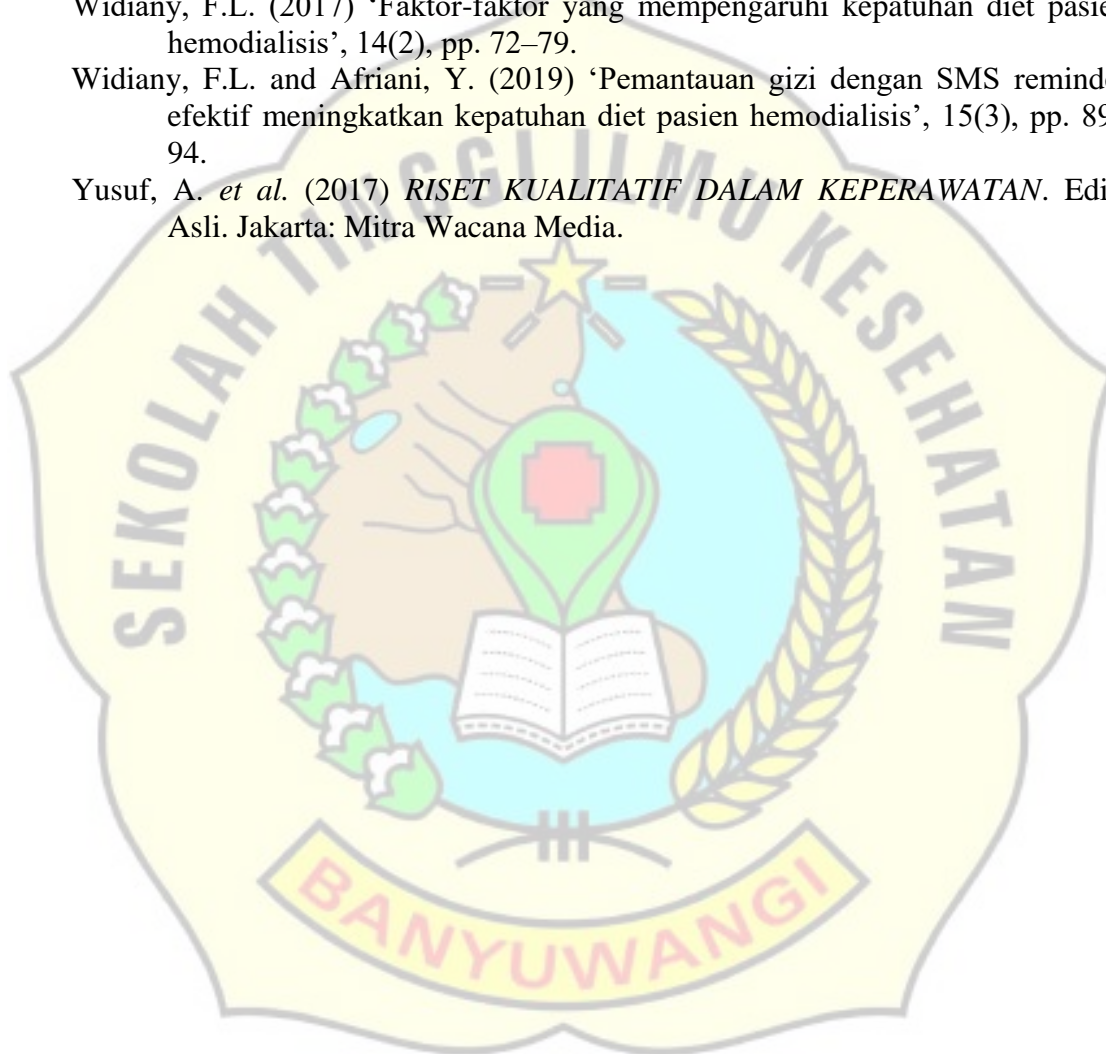 Widiany, F.L. (2017) ‘Faktor-faktor yang mempengaruhi kepatuhan diet pasie
hemodialisis’, 14(2), pp. 72–79.
Widiany, F.L. and Afriani, Y. (2019) ‘Pemantauan gizi dengan SMS reminde
efektif meningkatkan kepatuhan diet pasien hemodialisis’, 15(3), pp. 89
94.
Yusuf, A. et al. (2017) RISET KUALITATIF DALAM KEPERAWATAN. Edi
Asli. Jakarta: Mitra Wacana Media.
SEKOLAH TINGGI ILMU KESEHATAN
BANYUWANGI